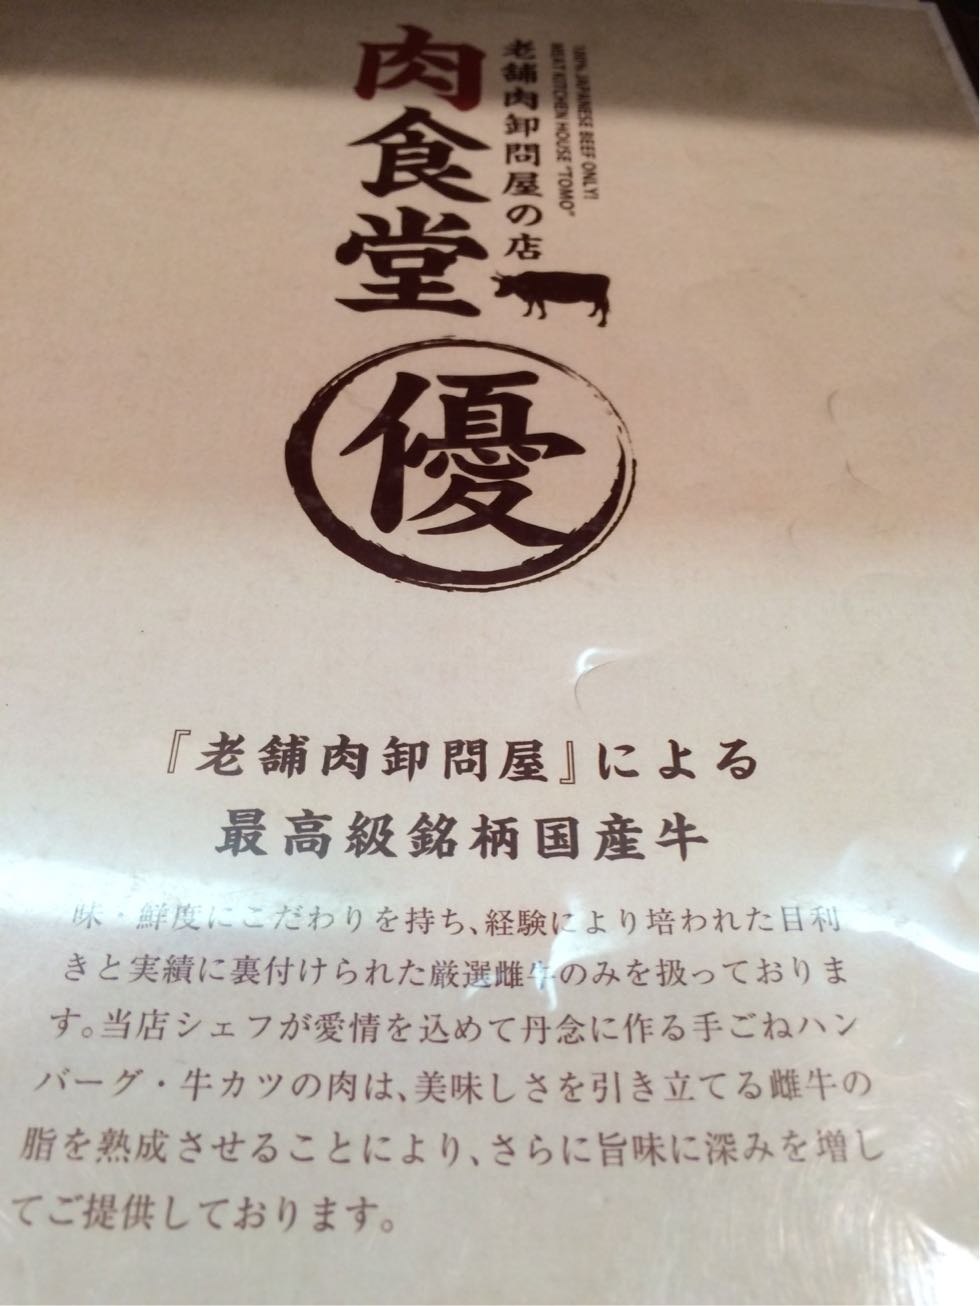 肉食堂
老舗肉卸問屋の店
100% JAPANESE BEEF ONLY!
MEAT KITCHEN HOUSE "TOMO"
優
『老舗肉卸問屋』による
最高級銘柄国産牛
味・鮮度にこだわりを持ち、経験により培われた目利
きと実績に裏付けられた厳選雌牛のみを扱っておりま
す。当店シェフが愛情を込めて丹念に作る手ごねハン
バーグ・牛カツの肉は、美味しさを引き立てる雌牛の
脂を熟成させることにより、さらに旨味に深みを増し
てご提供しております。